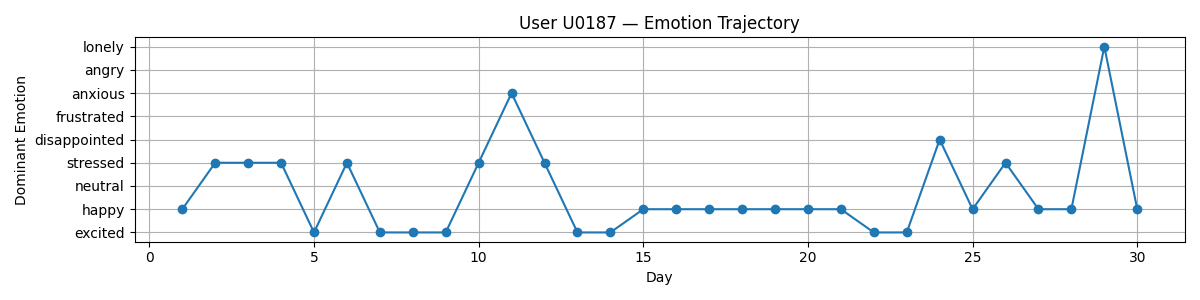 User U0187 — Emotion Trajectory
Dominant Emotion
lonely
angry
anxious
frustrated
disappointed
stressed
neutral
happy
excited
0 5 10 15 20 25 30
Day